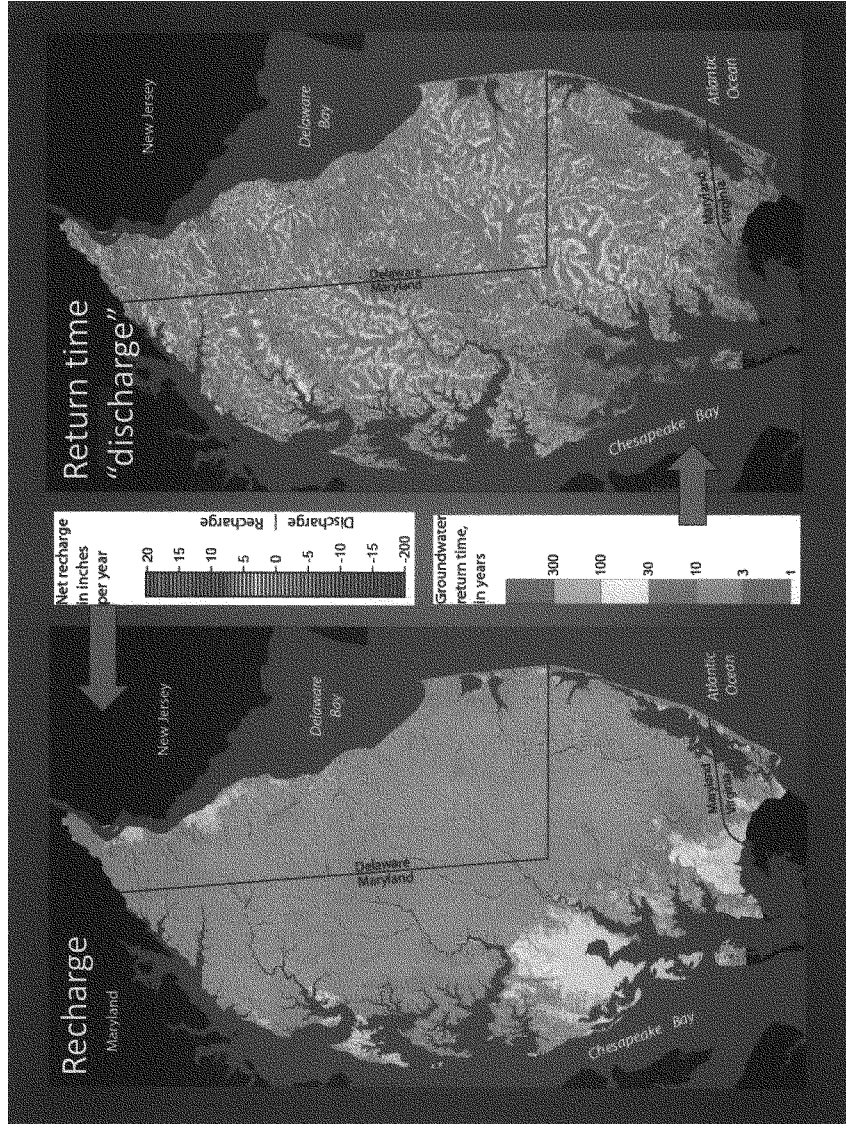 Recharge
Maryland
New Jersey
Delaware
Bay
Delaware
Maryland
Maryland
Virginia
Atlantic
Ocean
Chesapeake Bay
Net recharge
in inches
per year
20
15
10
5
0
-5
-10
-15
-200
Discharge | Recharge
Groundwater
return time,
in years
300
100
30
10
3
1
Return time
"discharge"
New Jersey
Delaware
Bay
Delaware
Maryland
Maryland
Virginia
Atlantic
Ocean
Chesapeake Bay